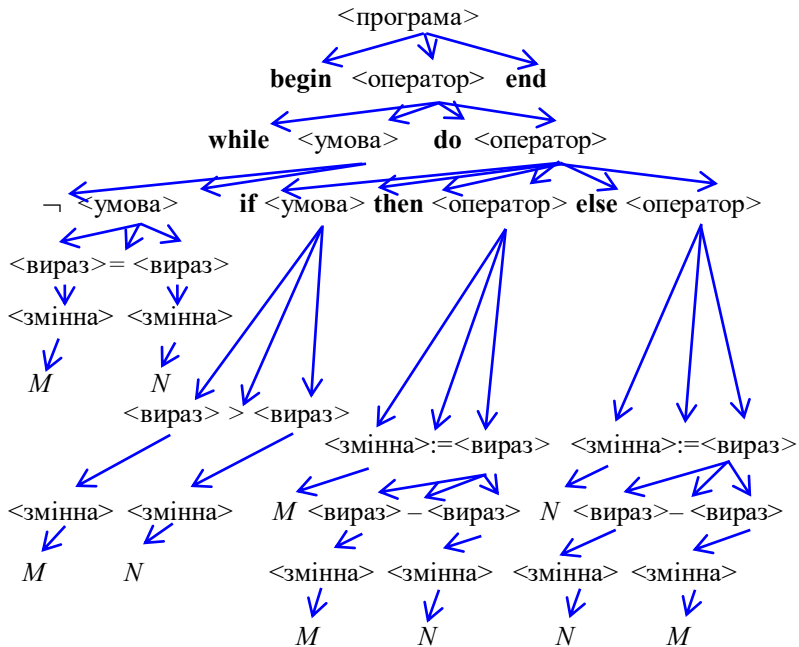 <програма>
begin <оператор> end
while <умова> do <оператор>
¬ <умова> if <умова> then <оператор> else <оператор>
<вираз>= <вираз>
<змінна> <змінна>
M N
<вираз> > <вираз>
<змінна>:=<вираз> <змінна>:=<вираз>
<змінна> <змінна> M <вираз> –<вираз> N <вираз>– <вираз>
M N <змінна> <змінна> <змінна> <змінна>
M N N M